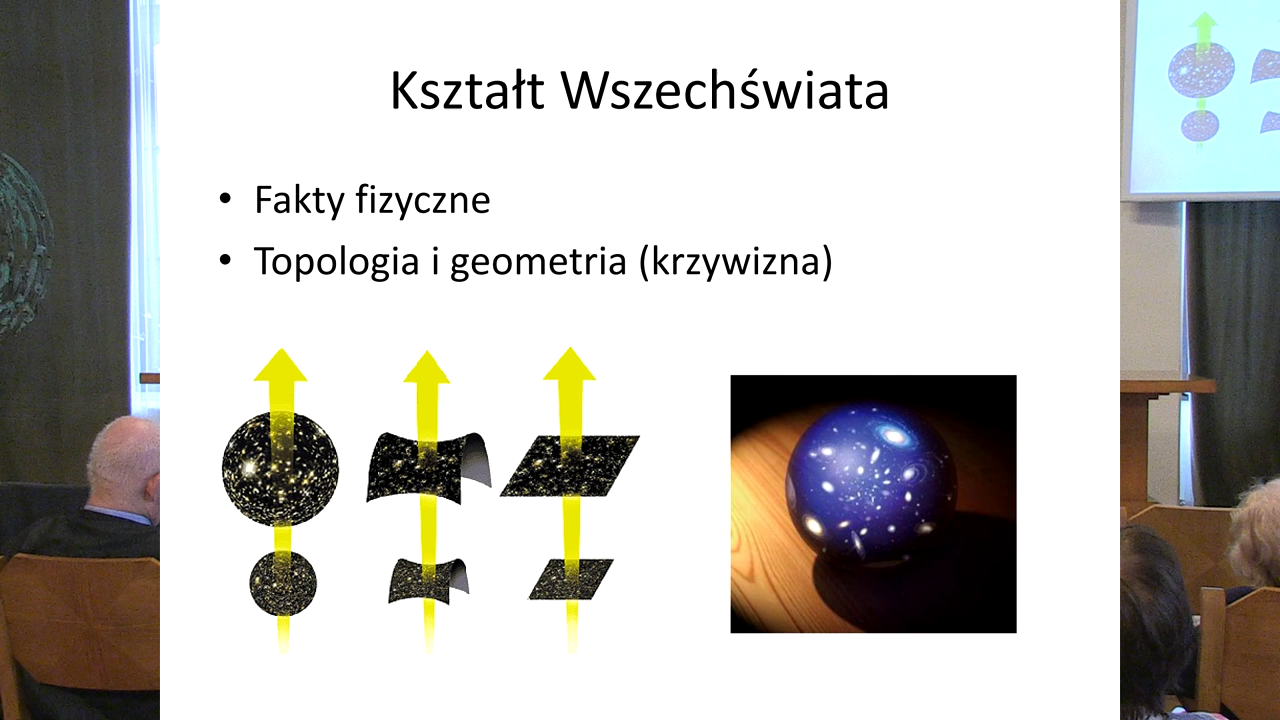 Kształt Wszechświata
• Fakty fizyczne
• Topologia i geometria (krzywizna)